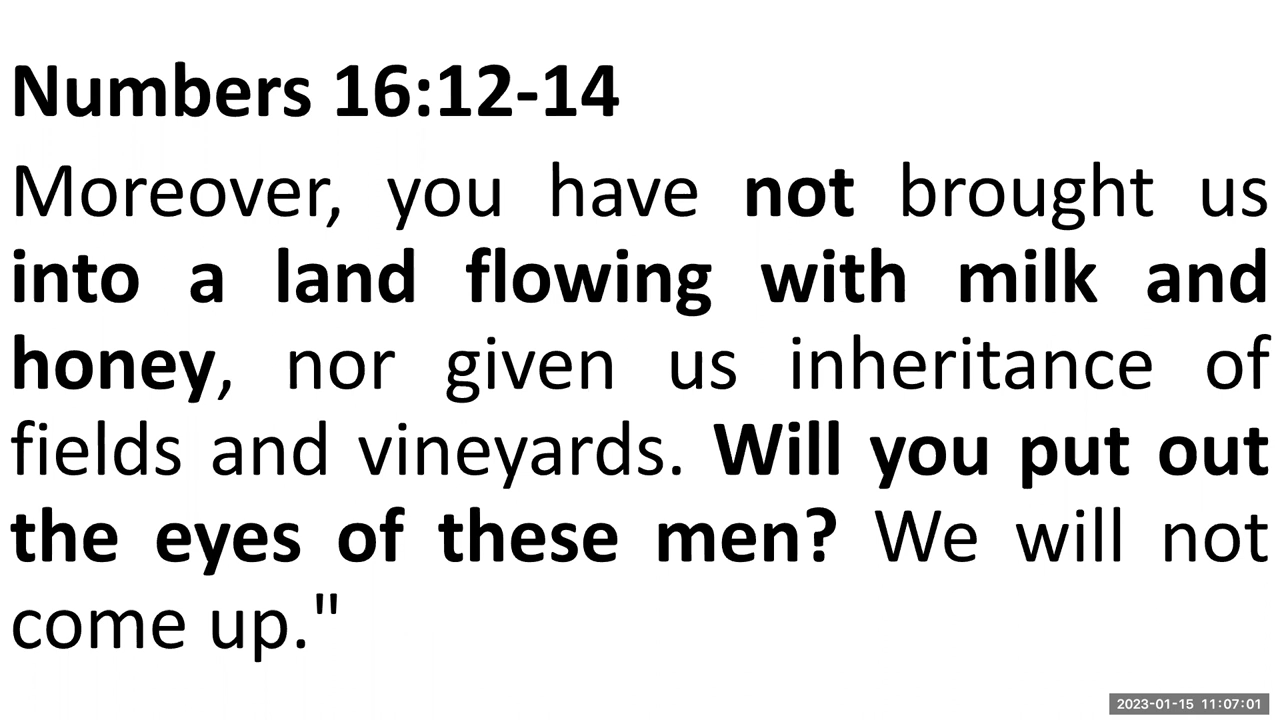 Numbers 16:12-14
Moreover, you have not brought us
into a land flowing with milk and
honey, nor given us inheritance of
fields and vineyards. Will you put out
the eyes of these men? We will not
come up."
2023-01-15 11:07:01